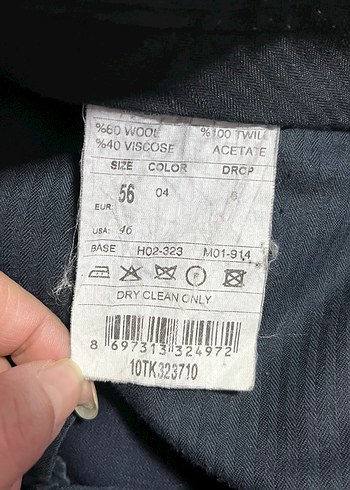 %60 WOOL %100 TWILL
%40 VISCOSE ACETATE
SIZE COLOR DROP
EUR: 56 04 6
USA: 46
BASE H02-323 M01-914
P
DRY CLEAN ONLY
8 697313 324972
10TK323710